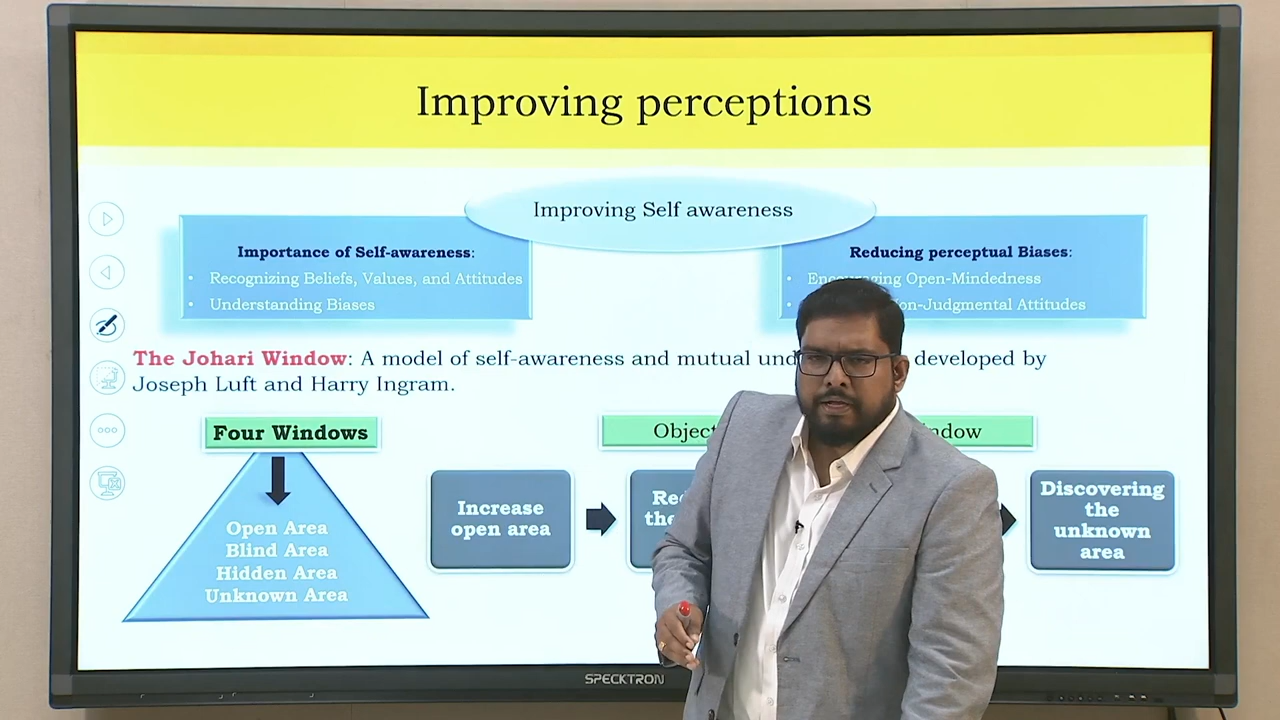 Improving perceptions
Improving Self awareness
Importance of Self-awareness:
• Recognizing Beliefs, Values, and Attitudes
• Understanding Biases
Reducing perceptual Biases:
• Encouraging Open-Mindedness
Non-Judgmental Attitudes
The Johari Window: A model of self-awareness and mutual developed by
Joseph Luft and Harry Ingram.
Four Windows
Open Area
Blind Area
Hidden Area
Unknown Area
Increase
open area
Discovering
the
unknown
area
SPECKTRON